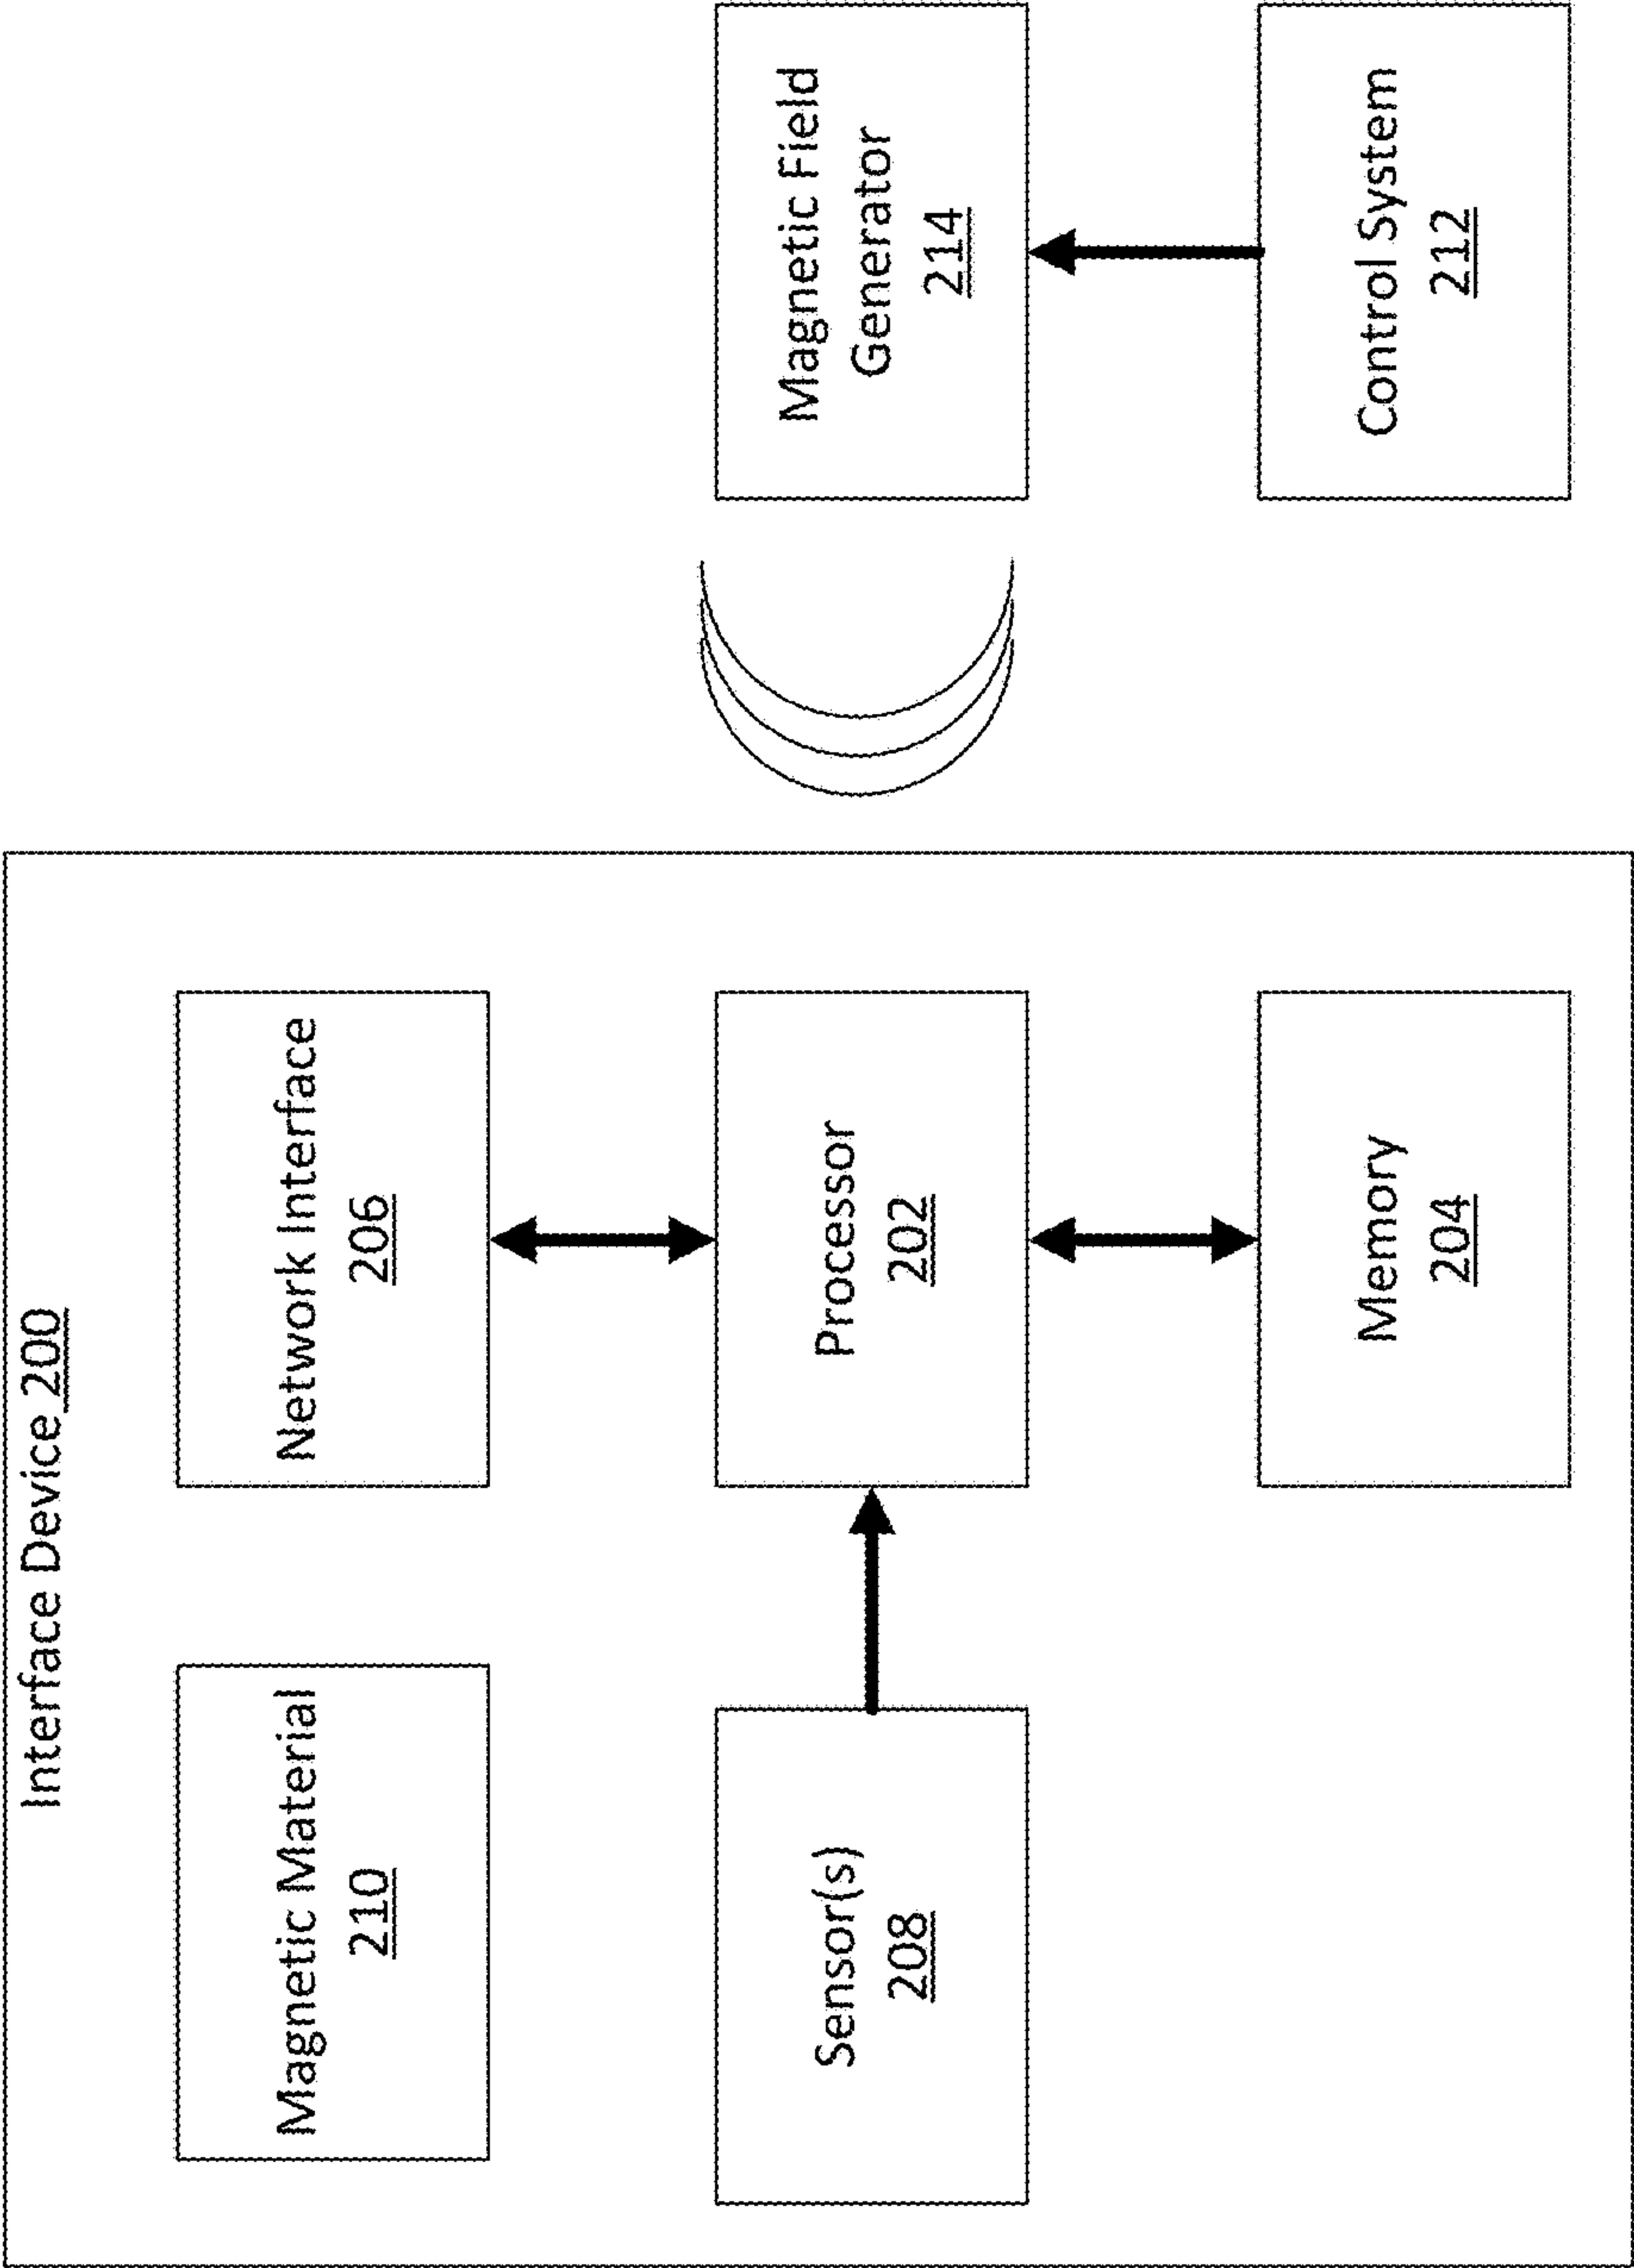 Interface Device 200
Magnetic Material
210
Network Interface
206
Sensor(s)
208
Processor
202
Magnetic Field
Generator
214
Memory
204
Control System
212